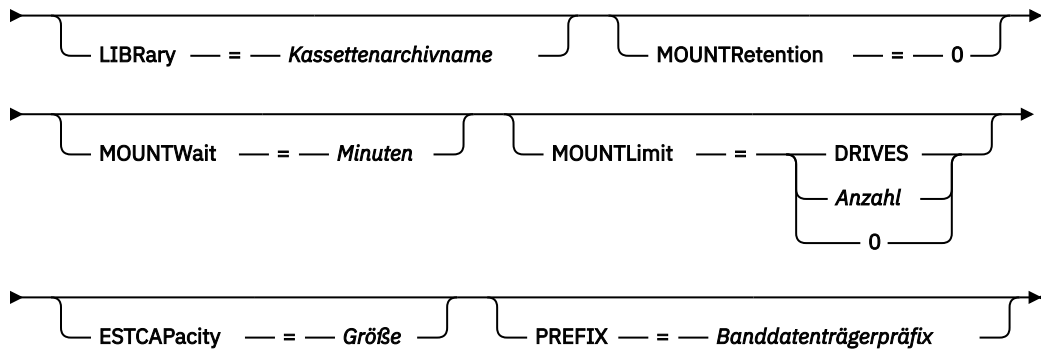 LIBRary = Kassettenarchivname MOUNTRetention = 0
MOUNTWait = Minuten MOUNTLimit = DRIVES
Anzahl
0
ESTCAPacity = Größe PREFIX = Banddatenträgerpräfix